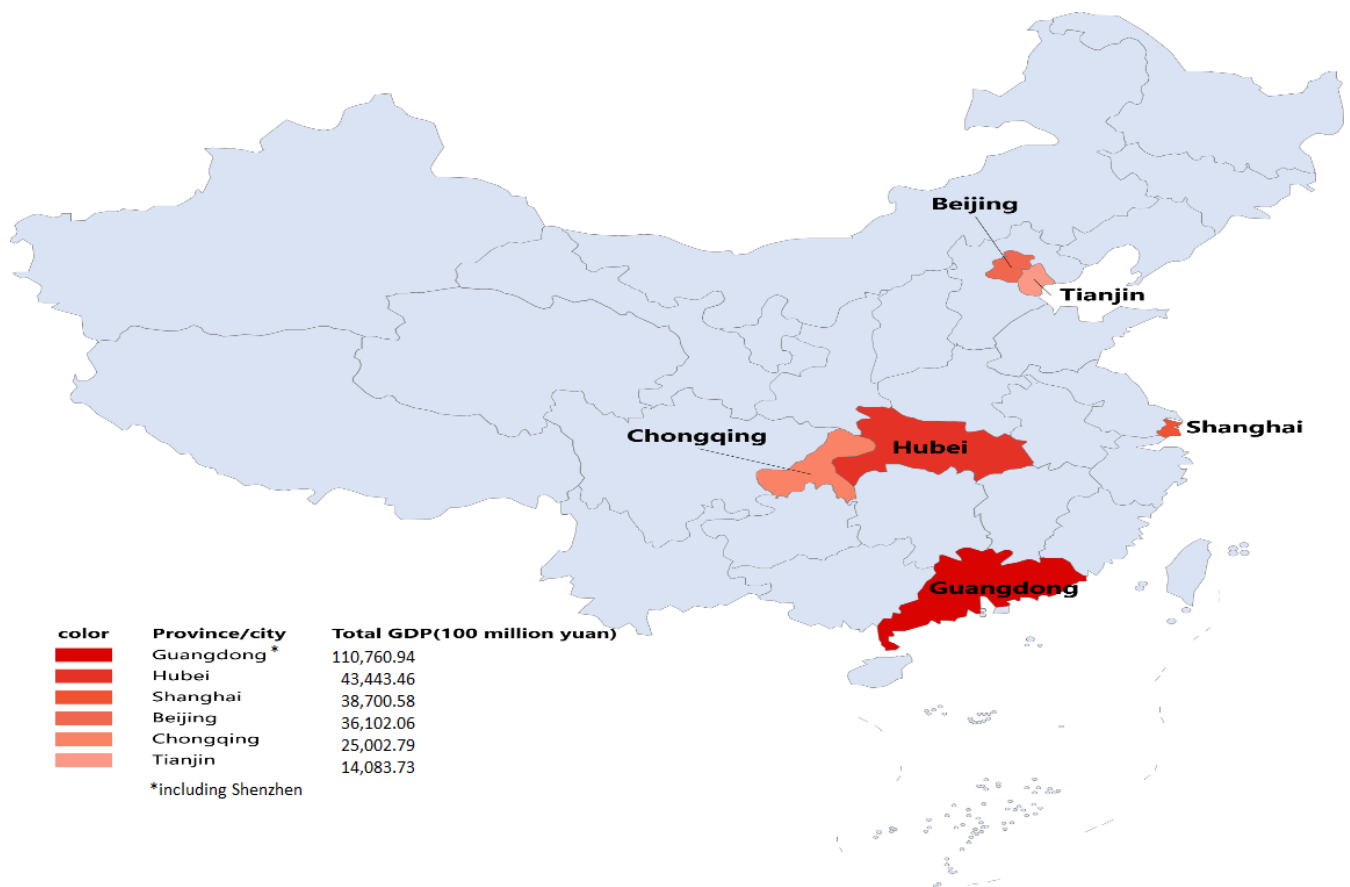 Beijing
Tianjin
Shanghai
Chongqing
Hubei
Guangdong
color Province/city Total GDP(100 million yuan)
Guangdong* 110,760.94
Hubei 43,443.46
Shanghai 38,700.58
Beijing 36,102.06
Chongqing 25,002.79
Tianjin 14,083.73
*including Shenzhen